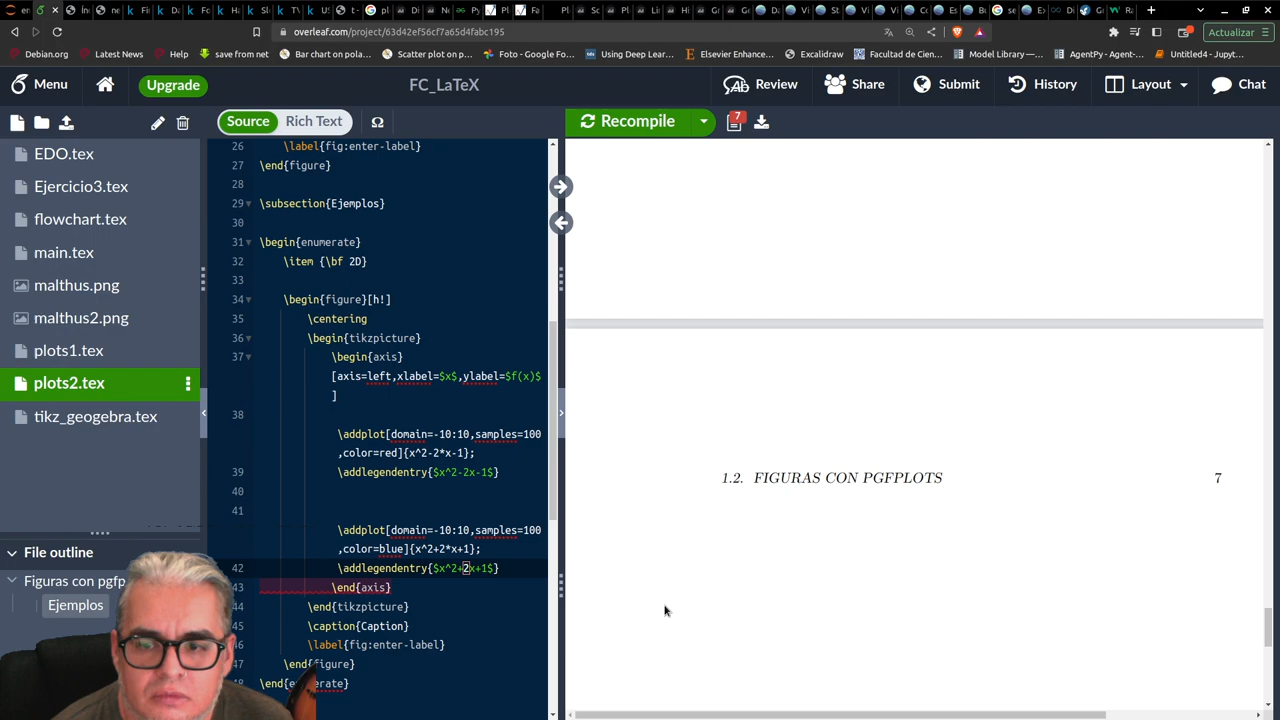 overleaf.com/project/63d42ef56cf7a65d4fabc195
Actualizar
Debian.org
Latest News
Help
save from net
Bar chart on polar...
Scatter plot on p...
Foto - Google Fo...
Using Deep Lear...
Elsevier Enhance...
Excalidraw
Facultad de Cien...
Model Library —...
AgentPy - Agent-...
Untitled4 - Jupyt...
Menu
Upgrade
FC_LaTeX
Review
Share
Submit
History
Layout
Chat
Source
Rich Text
Ω
Recompile
7
EDO.tex
Ejercicio3.tex
flowchart.tex
main.tex
malthus.png
malthus2.png
plots1.tex
plots2.tex
tikz_geogebra.tex
File outline
Figuras con pgfp
Ejemplos
26 \label{fig:enter-label}
27 \end{figure}
28
29 \subsection{Ejemplos}
30
31 \begin{enumerate}
32 \item {\bf 2D}
33
34 \begin{figure}[h!]
35 \centering
36 \begin{tikzpicture}
37 \begin{axis}
[axis=left,xlabel=$x$,ylabel=$f(x)$
]
38
\addplot[domain=-10:10,samples=100
,color=red]{x^2-2*x-1};
39 \addlegendentry{$x^2-2x-1$}
40
41
\addplot[domain=-10:10,samples=100
,color=blue]{x^2+2*x+1};
42 \addlegendentry{$x^2+2x+1$}
43 \end{axis}
44 \end{tikzpicture}
45 \caption{Caption}
46 \label{fig:enter-label}
47 \end{figure}
48 \end{enumerate}
1.2. FIGURAS CON PGFPLOTS 7